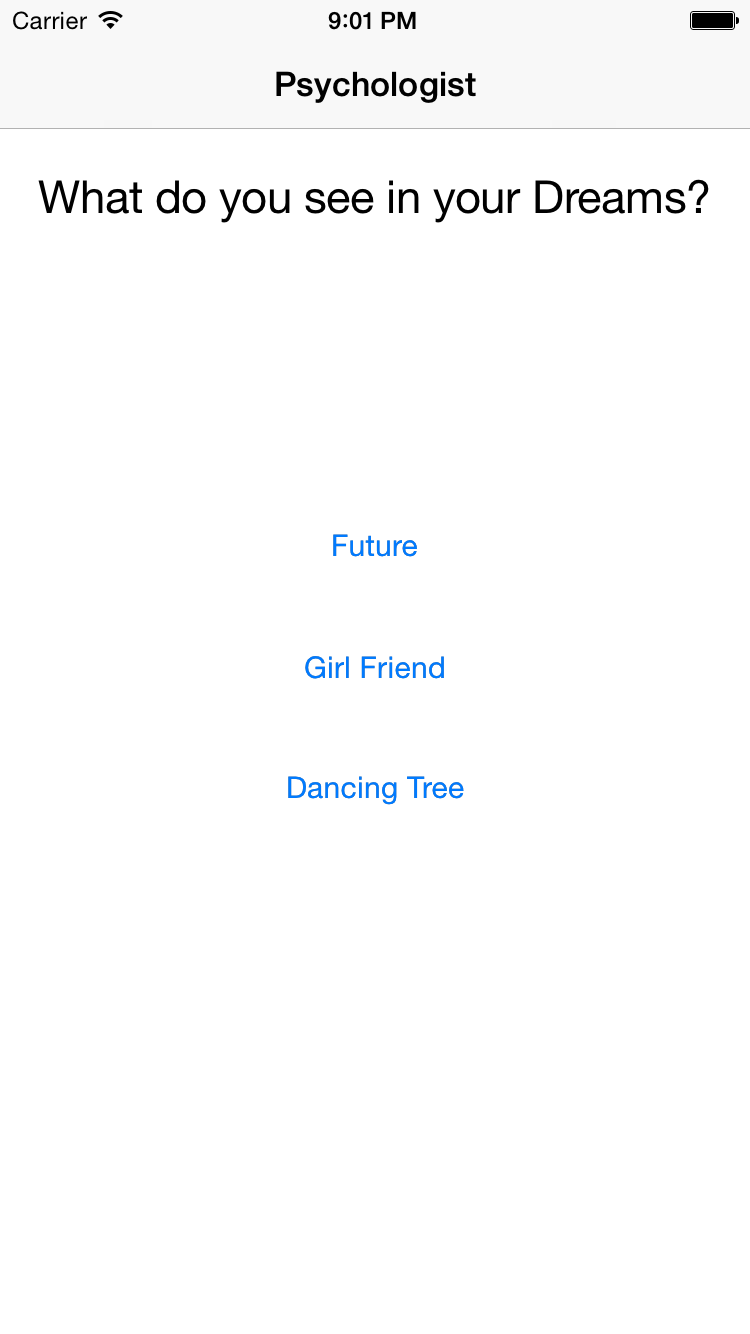 Carrier 9:01 PM
Psychologist
What do you see in your Dreams?
Future
Girl Friend
Dancing Tree